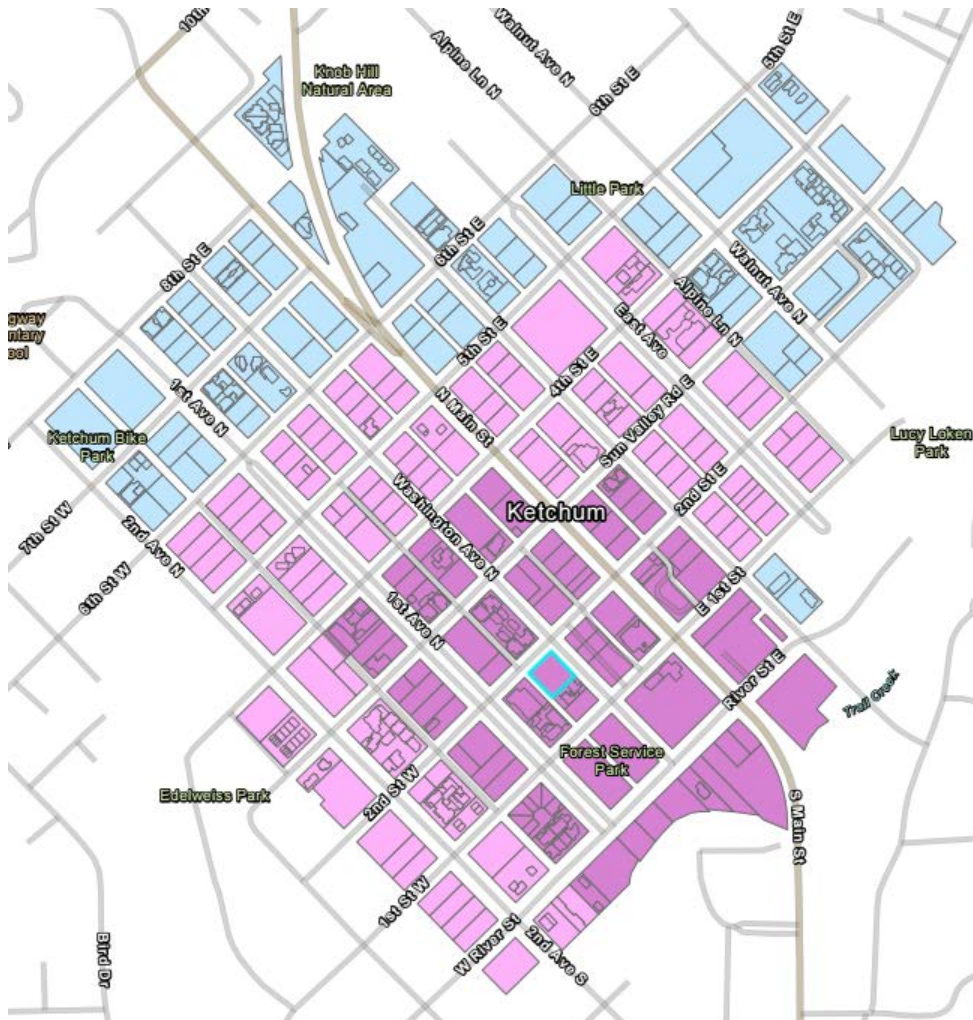 10th
Knob Hill
Natural Area
Alpine Ln N
Walnut Ave N
6th St E
5th St E
Little Park
6th St E
8th St E
Walnut Ave N
Alpine Ln N
East Ave
5th St E
4th St E
gway
ntary
ool
1st Ave N
N Main St
Sun Valley Rd E
Ketchum Bike
Park
Lucy Loken
Park
2nd St E
Washington Ave N
Ketchum
7th St W
2nd Ave N
6th St W
E 1st St
1st Ave N
River St E
Trail Creek
Forest Service
Park
Edelweiss Park
2nd St W
S Main St
1st St W
W River St
2nd Ave S
Bird Dr